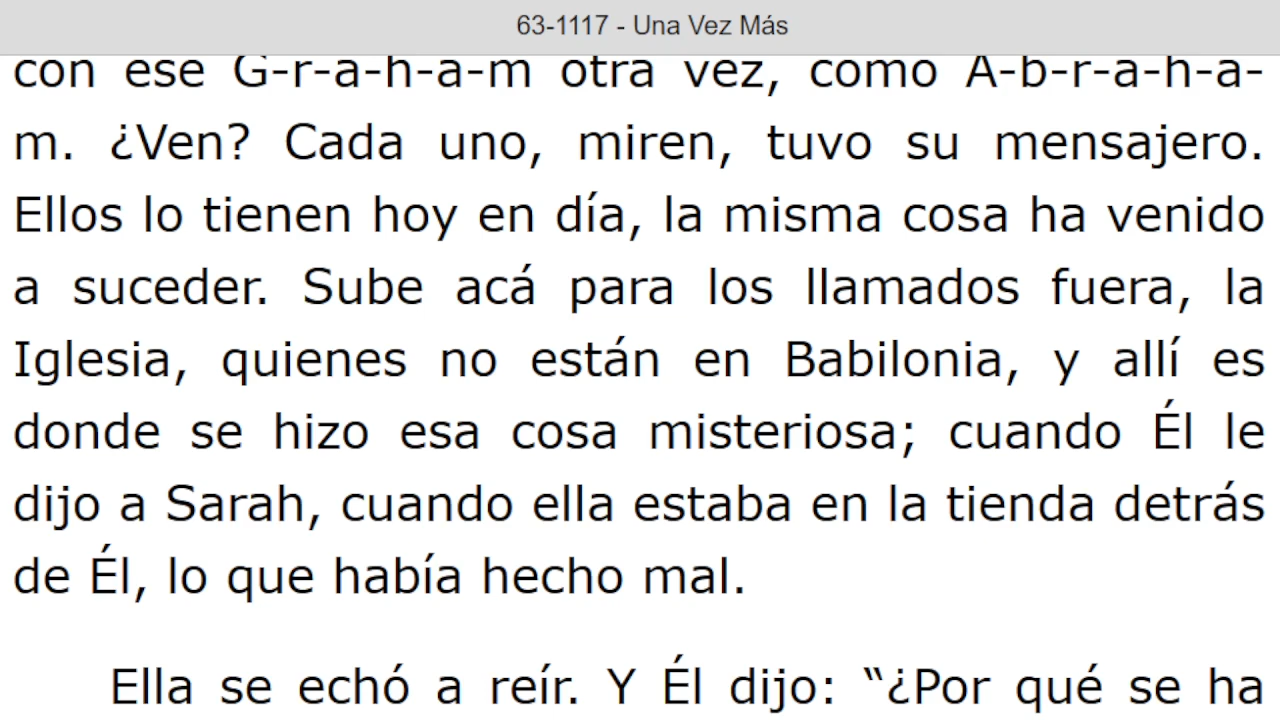 63-1117 - Una Vez Más
con ese G-r-a-h-a-m otra vez, como A-b-r-a-h-a-
m. ¿Ven? Cada uno, miren, tuvo su mensajero.
Ellos lo tienen hoy en día, la misma cosa ha venido
a suceder. Sube acá para los llamados fuera, la
Iglesia, quienes no están en Babilonia, y allí es
donde se hizo esa cosa misteriosa; cuando Él le
dijo a Sarah, cuando ella estaba en la tienda detrás
de Él, lo que había hecho mal.
Ella se echó a reír. Y Él dijo: “¿Por qué se ha